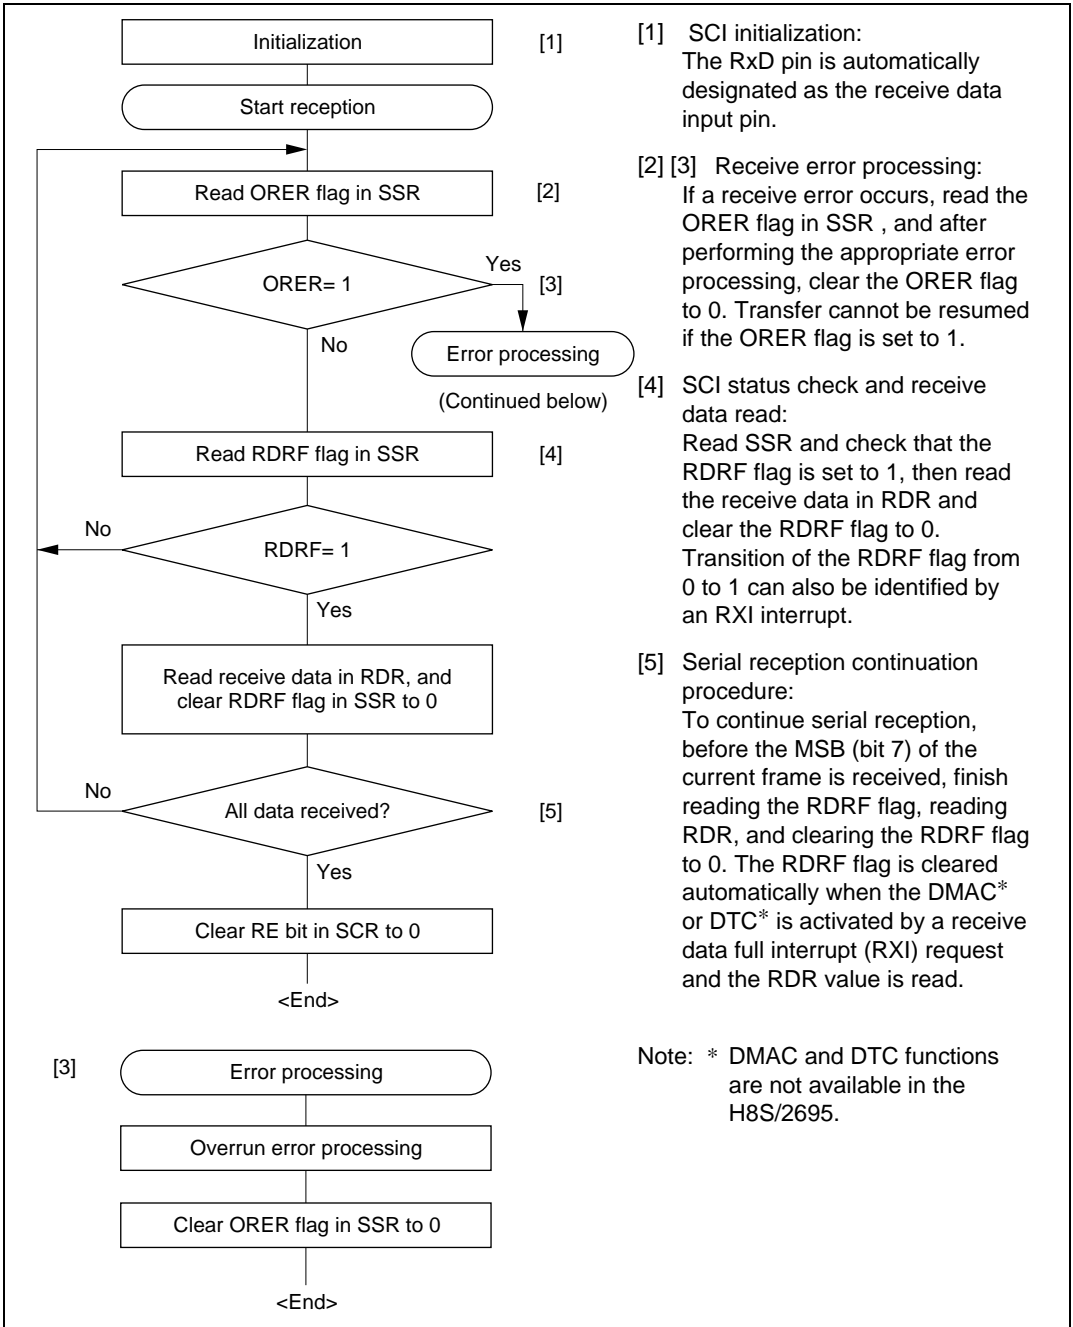 Initialization
[1]
Start reception
Read ORER flag in SSR
[2]
ORER= 1
Yes
[3]
No
Error processing
(Continued below)
Read RDRF flag in SSR
[4]
No
RDRF= 1
Yes
Read receive data in RDR, and
clear RDRF flag in SSR to 0
No
All data received?
[5]
Yes
Clear RE bit in SCR to 0
<End>
[3]
Error processing
Overrun error processing
Clear ORER flag in SSR to 0
<End>
[1] SCI initialization:
The RxD pin is automatically
designated as the receive data
input pin.
[2] [3] Receive error processing:
If a receive error occurs, read the
ORER flag in SSR , and after
performing the appropriate error
processing, clear the ORER flag
to 0. Transfer cannot be resumed
if the ORER flag is set to 1.
[4] SCI status check and receive
data read:
Read SSR and check that the
RDRF flag is set to 1, then read
the receive data in RDR and
clear the RDRF flag to 0.
Transition of the RDRF flag from
0 to 1 can also be identified by
an RXI interrupt.
[5] Serial reception continuation
procedure:
To continue serial reception,
before the MSB (bit 7) of the
current frame is received, finish
reading the RDRF flag, reading
RDR, and clearing the RDRF flag
to 0. The RDRF flag is cleared
automatically when the DMAC*
or DTC* is activated by a receive
data full interrupt (RXI) request
and the RDR value is read.
Note: * DMAC and DTC functions
are not available in the
H8S/2695.